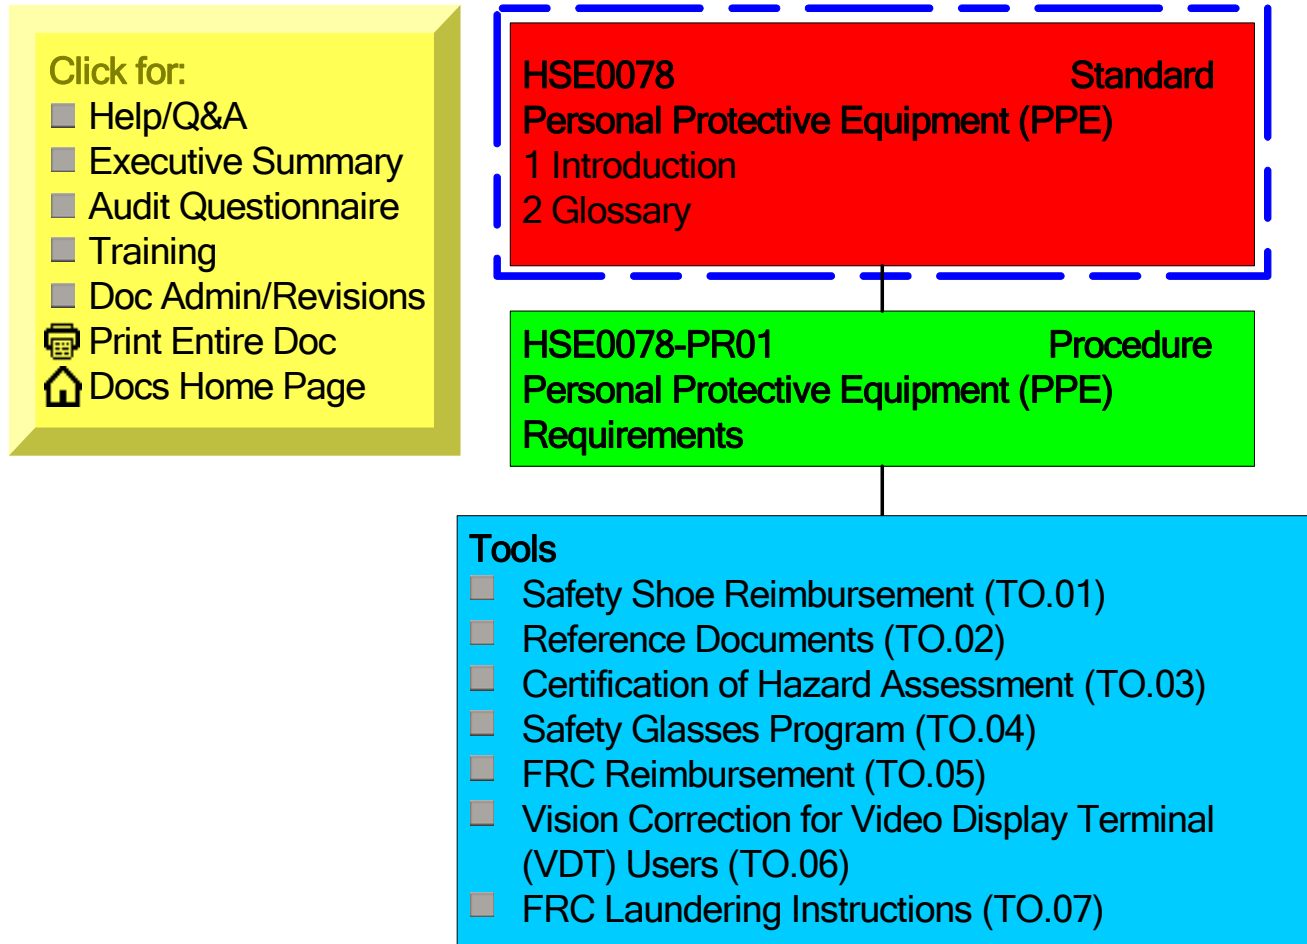 Click for:
Help/Q&A
Executive Summary
Audit Questionnaire
Training
Doc Admin/Revisions
Print Entire Doc
Docs Home Page
HSE0078 Standard
Personal Protective Equipment (PPE)
1 Introduction
2 Glossary
HSE0078-PR01 Procedure
Personal Protective Equipment (PPE)
Requirements
Tools
Safety Shoe Reimbursement (TO.01)
Reference Documents (TO.02)
Certification of Hazard Assessment (TO.03)
Safety Glasses Program (TO.04)
FRC Reimbursement (TO.05)
Vision Correction for Video Display Terminal
(VDT) Users (TO.06)
FRC Laundering Instructions (TO.07)